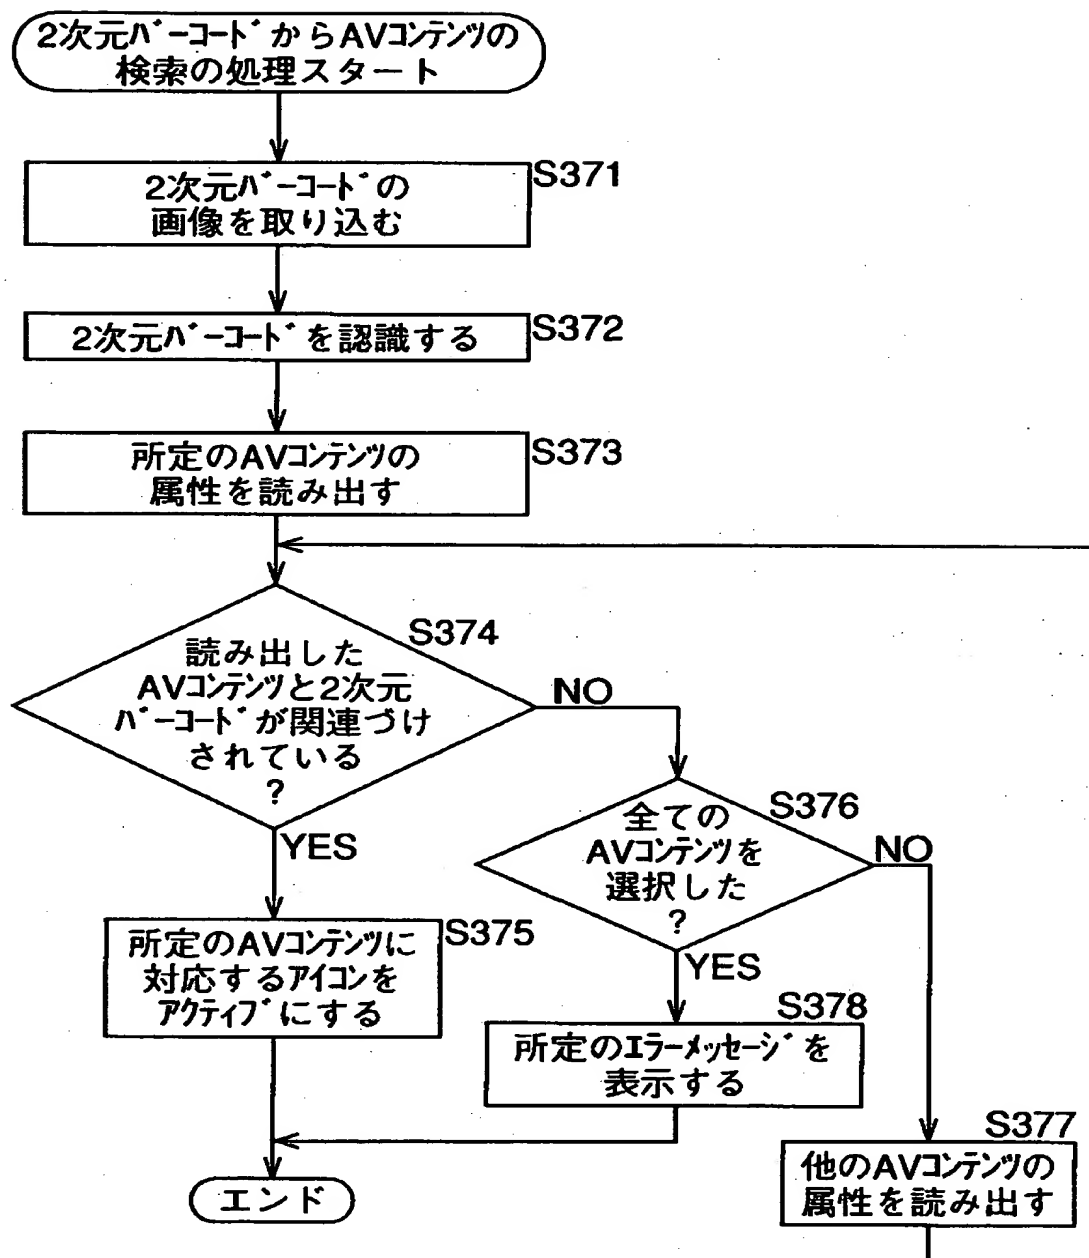 2次元バーコードからAVコンテンツの
検索の処理スタート
S371
2次元バーコードの
画像を取り込む
2次元バーコードを認識する
S372
所定のAVコンテンツの
属性を読み出す
S373
S374
読み出した
AVコンテンツと2次元
バーコードが関連づけ
されている
?
NO
YES
S376
全ての
AVコンテンツを
選択した
?
NO
YES
所定のAVコンテンツに
対応するアイコンを
アクティブにする
S375
S378
所定のエラーメッセージを
表示する
S377
他のAVコンテンツの
属性を読み出す
エンド